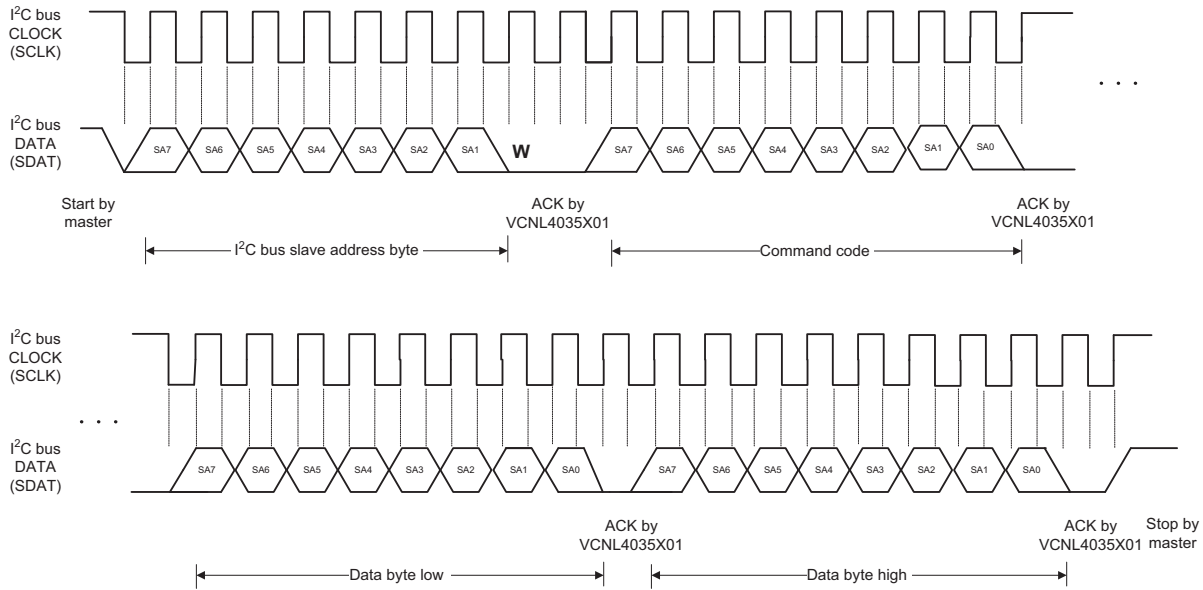 I²C bus
CLOCK
(SCLK)
. . .
I²C bus
DATA
(SDAT)
SA7 SA6 SA5 SA4 SA3 SA2 SA1 W SA7 SA6 SA5 SA4 SA3 SA2 SA1 SA0
Start by
master
ACK by
VCNL4035X01
ACK by
VCNL4035X01
I²C bus slave address byte
Command code
I²C bus
CLOCK
(SCLK)
. . .
I²C bus
DATA
(SDAT)
SA7 SA6 SA5 SA4 SA3 SA2 SA1 SA0 SA7 SA6 SA5 SA4 SA3 SA2 SA1 SA0
ACK by
VCNL4035X01
ACK by
VCNL4035X01
Stop by
master
Data byte low
Data byte high